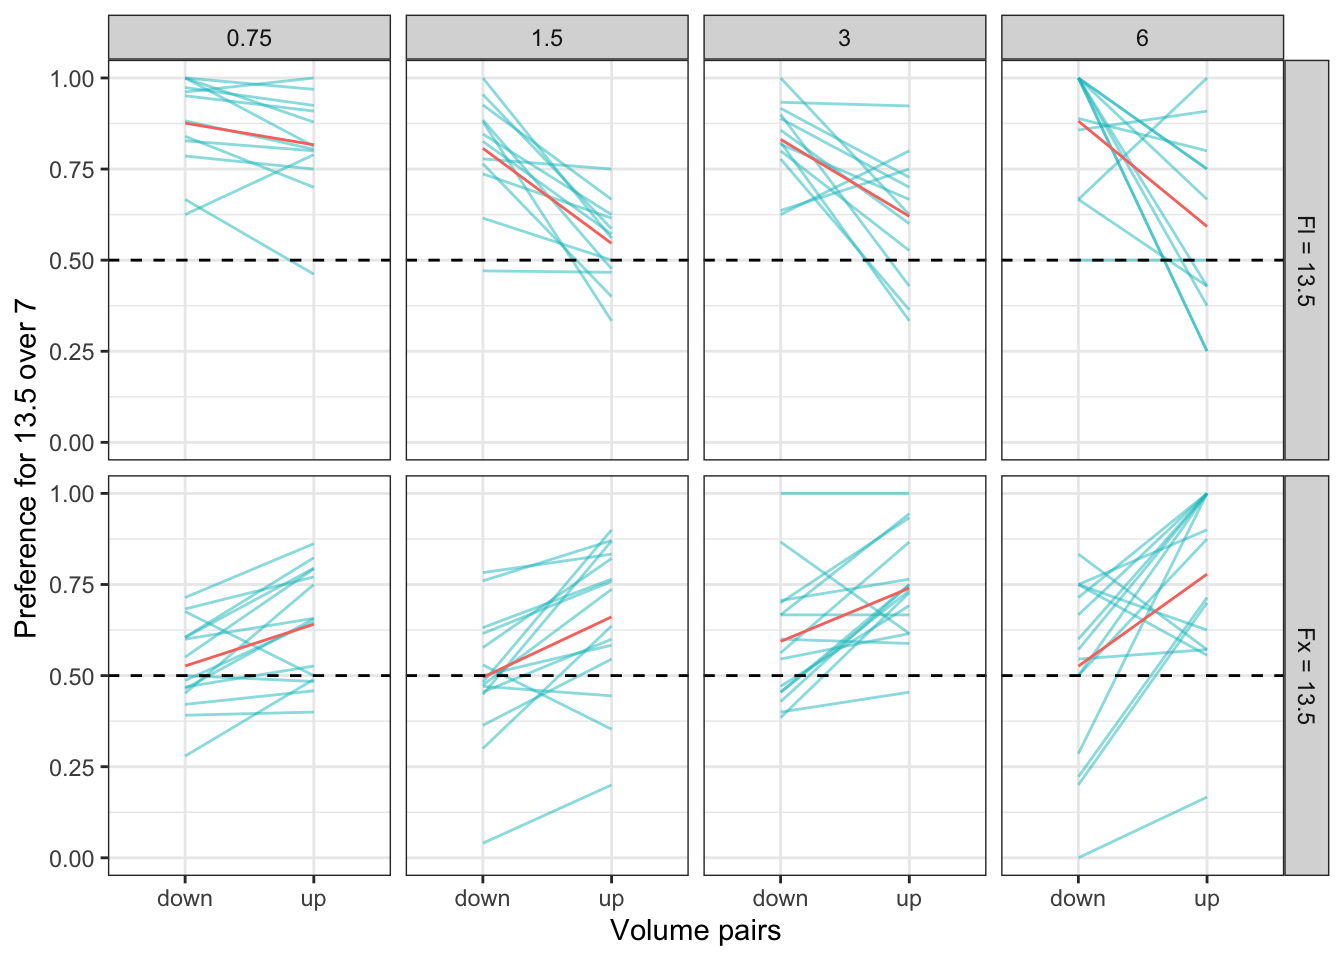 0.75 1.5 3 6
Preference for 13.5 over 7
1.00
0.75
0.50
0.25
0.00
Fl = 13.5
1.00
0.75
0.50
0.25
0.00
Fx = 13.5
down up down up down up down up
Volume pairs